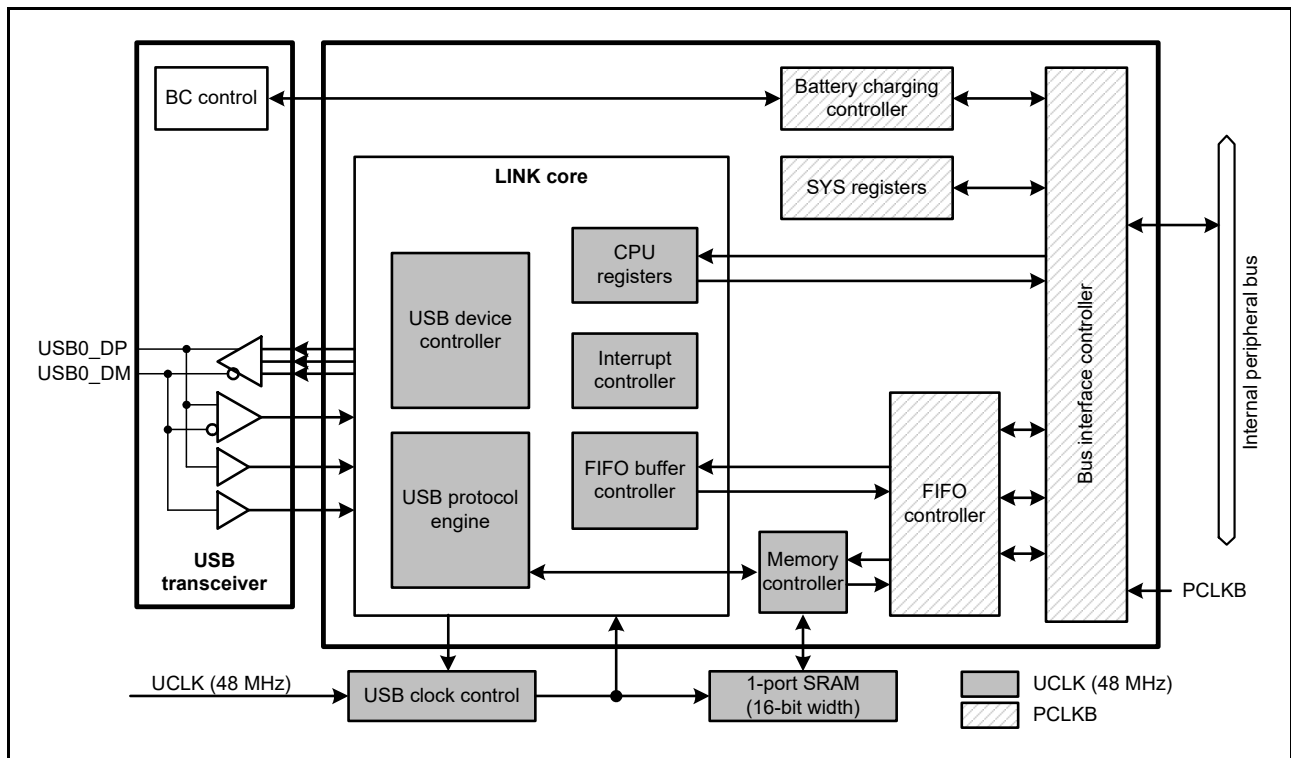 BC control
Battery charging
controller
LINK core
SYS registers
CPU
registers
USB device
controller
Interrupt
controller
USB0_DP
USB0_DM
USB protocol
engine
FIFO buffer
controller
FIFO
controller
Memory
controller
USB
transceiver
Bus interface controller
Internal peripheral bus
PCLKB
UCLK (48 MHz)
USB clock control
1-port SRAM
(16-bit width)
UCLK (48 MHz)
PCLKB